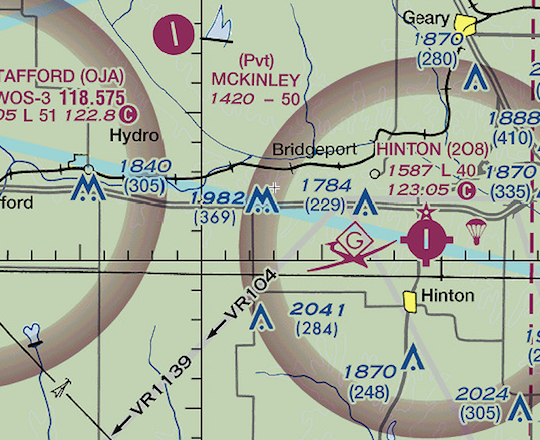 Geary
1870
(280)
I
(Pvt)
MCKINLEY
1420 - 50
TAFFORD (OJA)
WOS-3 118.575
05 L 51 122.8 C
Hydro
1888
(410)
Bridgeport
HINTON (2O8)
1587 L 40
123.05 C
1840
(305)
1870
(335)
1784
(229)
1982
(369)
fford
G
I
VR104
Hinton
2041
(284)
VR1139
1870
(248)
2024
(305)